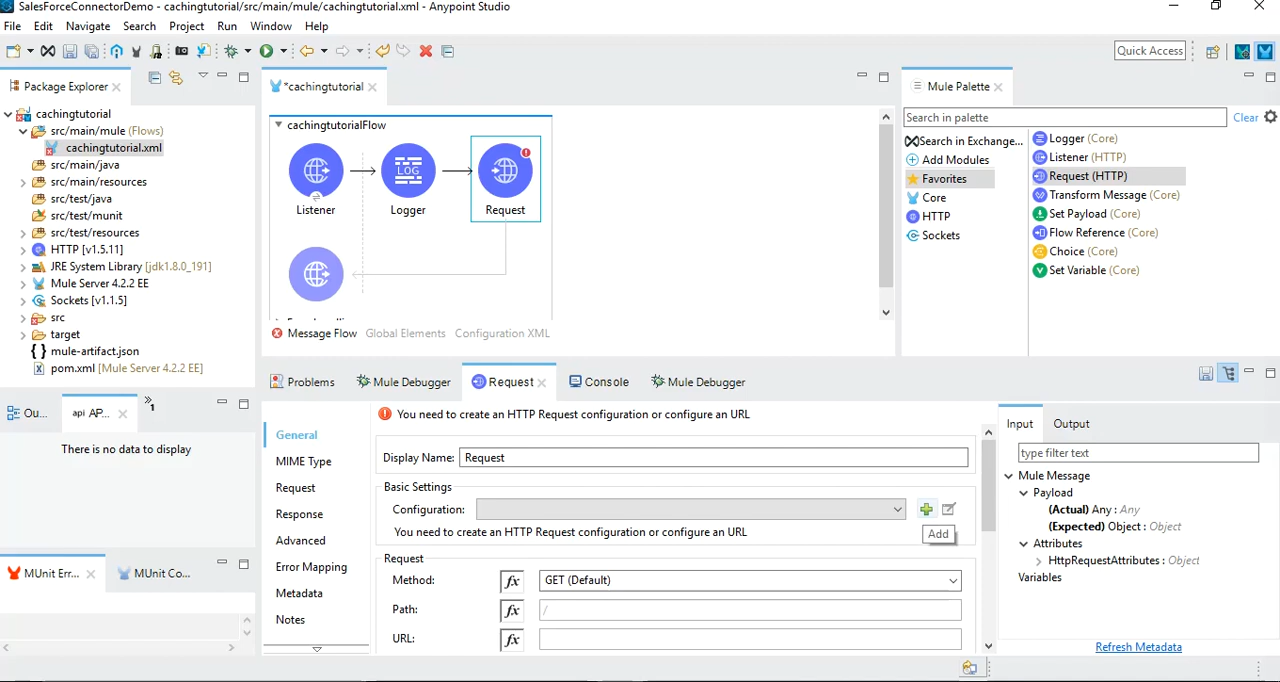 SalesForceConnectorDemo - cachingtutorial/src/main/mule/cachingtutorial.xml - Anypoint Studio
File Edit Navigate Search Project Run Window Help
Quick Access
Package Explorer
cachingtutorial
src/main/mule (Flows)
cachingtutorial.xml
src/main/java
src/main/resources
src/test/java
src/test/munit
src/test/resources
HTTP [v1.5.11]
JRE System Library [jdk1.8.0_191]
Mule Server 4.2.2 EE
Sockets [v1.1.5]
src
target
mule-artifact.json
pom.xml [Mule Server 4.2.2 EE]
*cachingtutorial
cachingtutorialFlow
LOG
Listener Logger Request
Message Flow Global Elements Configuration XML
Mule Palette
Search in palette
Clear
Search in Exchange...
Add Modules
Favorites
Core
HTTP
Sockets
Logger (Core)
Listener (HTTP)
Request (HTTP)
Transform Message (Core)
Set Payload (Core)
Flow Reference (Core)
Choice (Core)
Set Variable (Core)
Ou... api AP... 1
There is no data to display
MUnit Err... MUnit Co...
Problems Mule Debugger Request Console Mule Debugger
General
MIME Type
Request
Response
Advanced
Error Mapping
Metadata
Notes
You need to create an HTTP Request configuration or configure an URL
Display Name: Request
Basic Settings
Configuration:
You need to create an HTTP Request configuration or configure an URL
Add
Request
Method: fx GET (Default)
Path: fx /
URL: fx
Input Output
type filter text
Mule Message
Payload
(Actual) Any : Any
(Expected) Object : Object
Attributes
HttpRequestAttributes : Object
Variables
Refresh Metadata